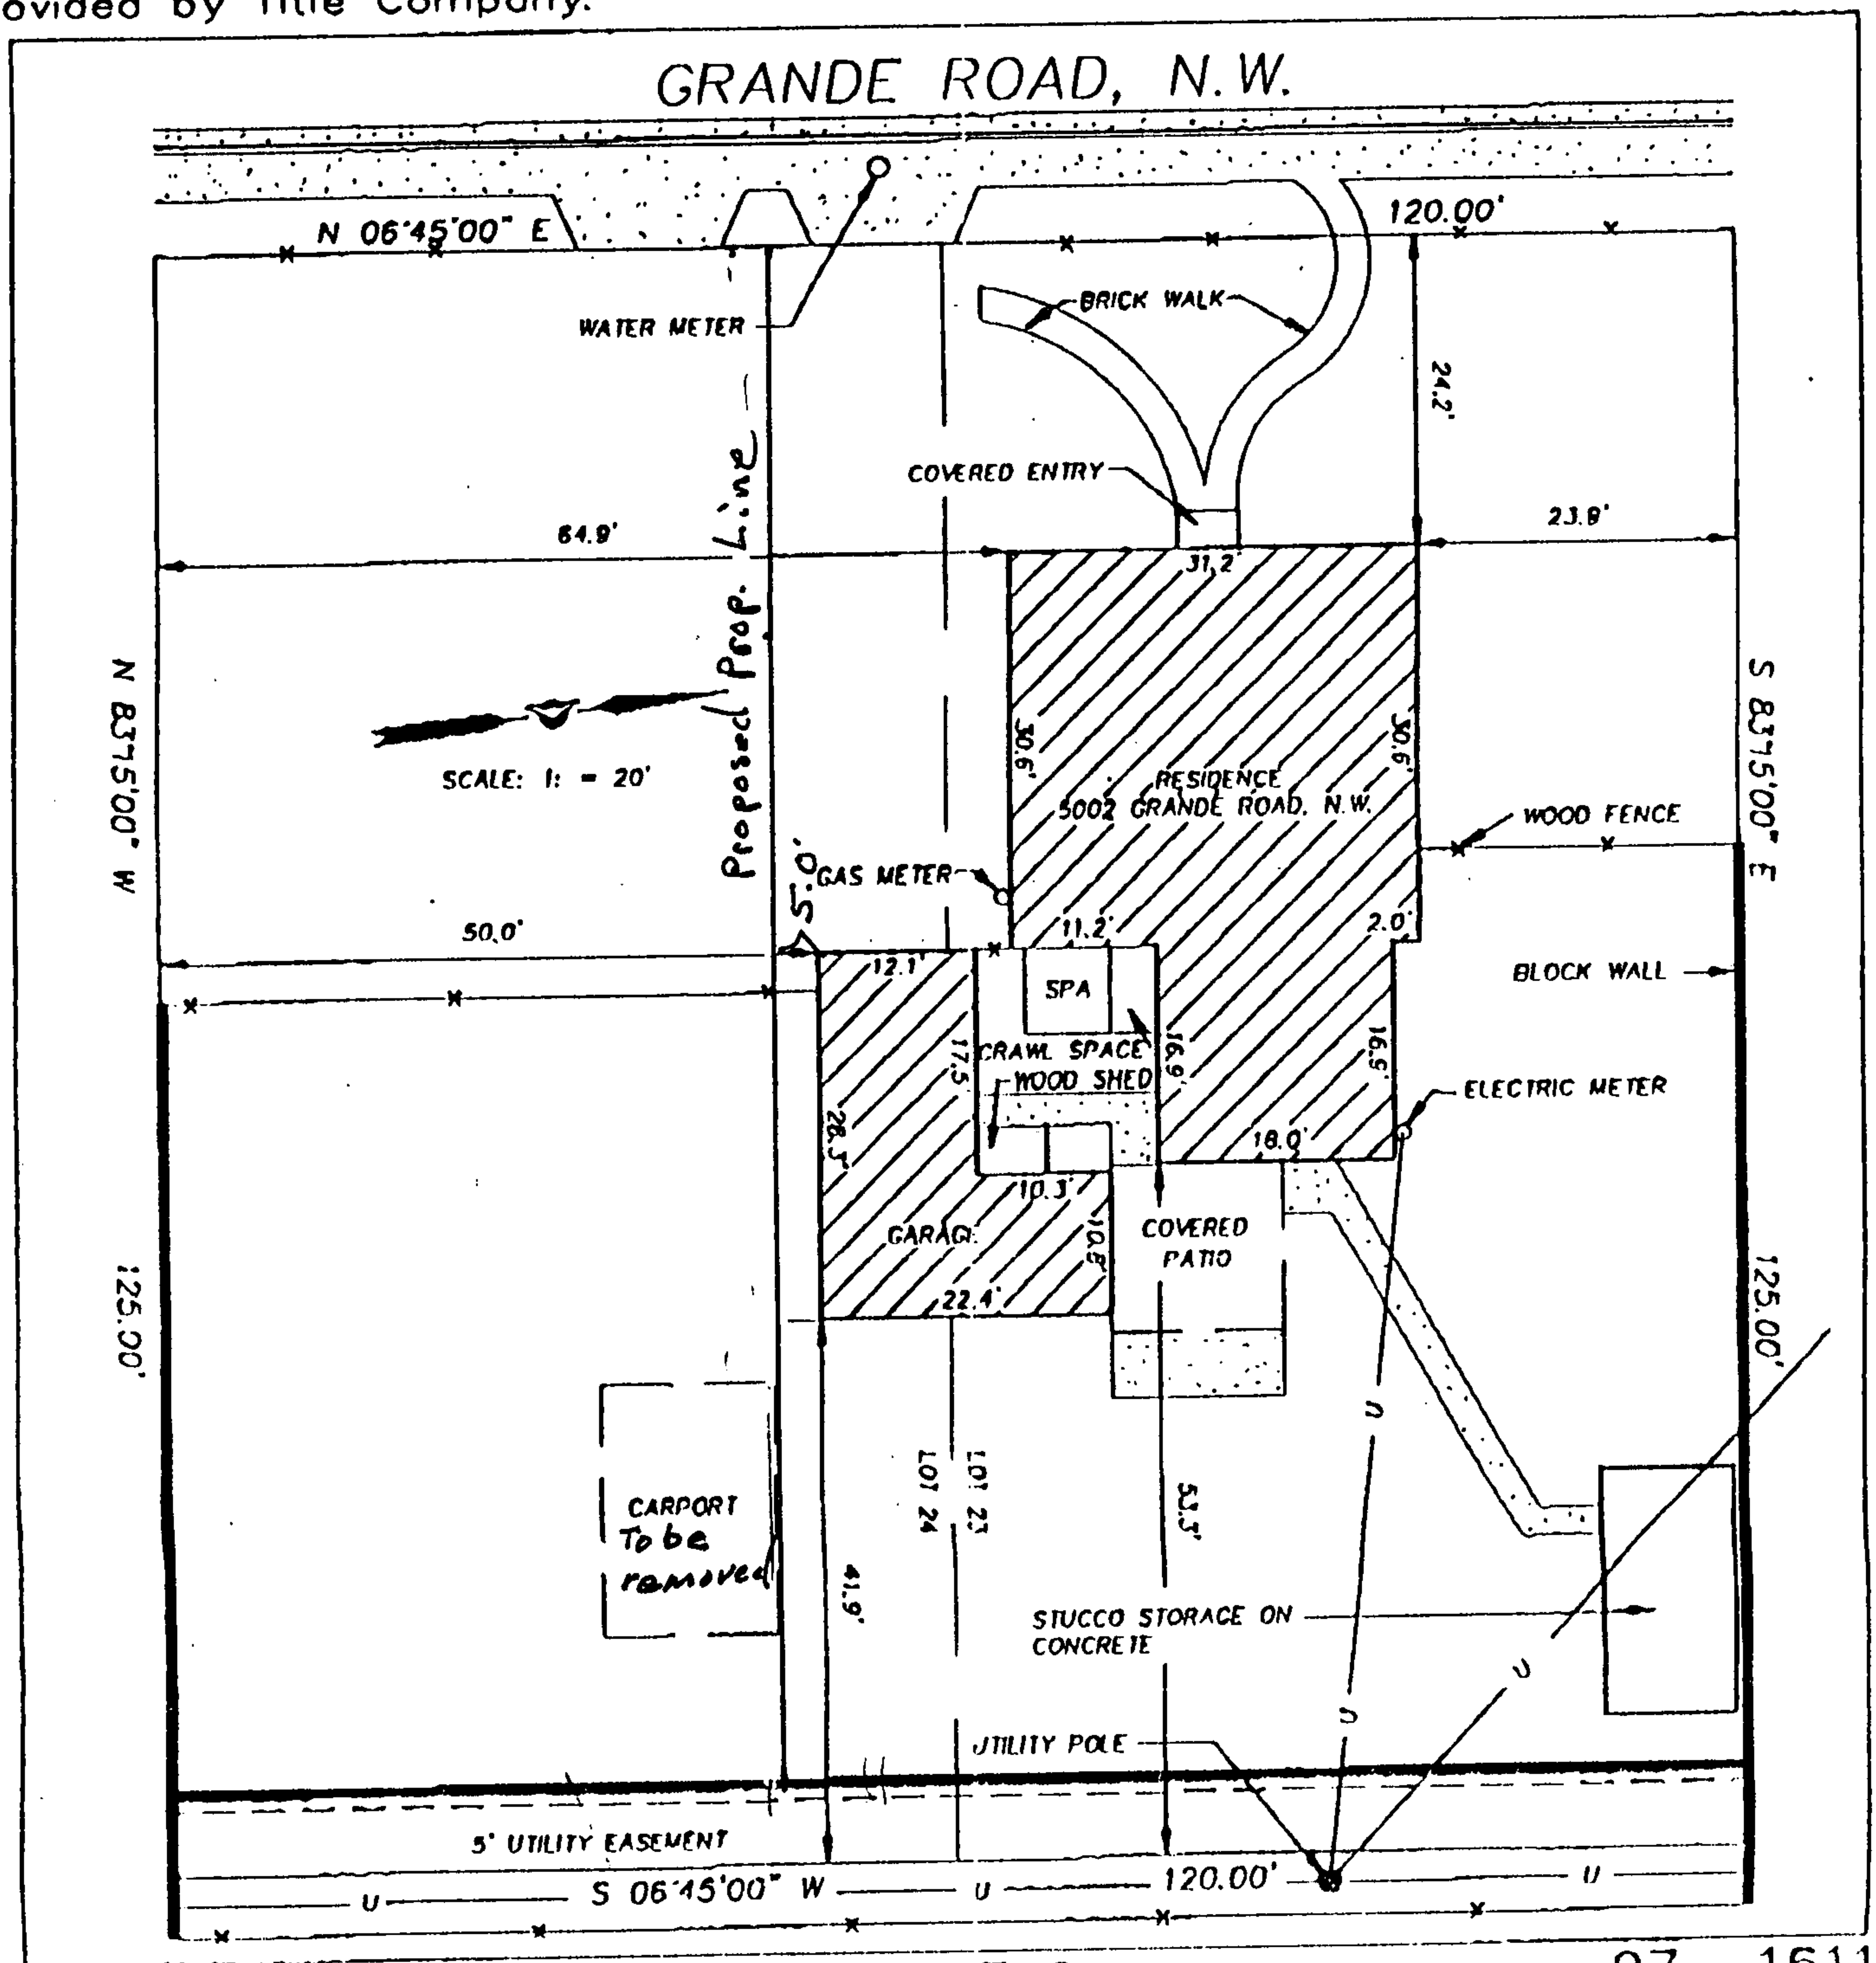 ovided by Title Company.
GRANDE ROAD, N.W.
N 06°45'00" E
120.00'
WATER METER
BRICK WALK
24.2'
COVERED ENTRY
64.9'
23.9'
31.2'
Proposed Prop. Line
N 83°15'00" W
S 83°15'00" E
SCALE: 1: = 20'
30.6'
30.6'
RESIDENCE
5002 GRANDE ROAD, N.W.
WOOD FENCE
5.0'
GAS METER
50.0'
11.2'
2.0'
12.1'
SPA
BLOCK WALL
17.5'
CRAWL SPACE
WOOD SHED
16.9'
16.9'
ELECTRIC METER
28.3'
18.0'
10.3'
GARAG
10.8'
COVERED
PATIO
22.4'
125.00'
125.00'
LOT 24
LOT 23
53.3'
CARPORT
To be
removed
41.9'
STUCCO STORAGE ON
CONCRETE
UTILITY POLE
5' UTILITY EASEMENT
U
S 06°45'00" W
U
120.00'
U